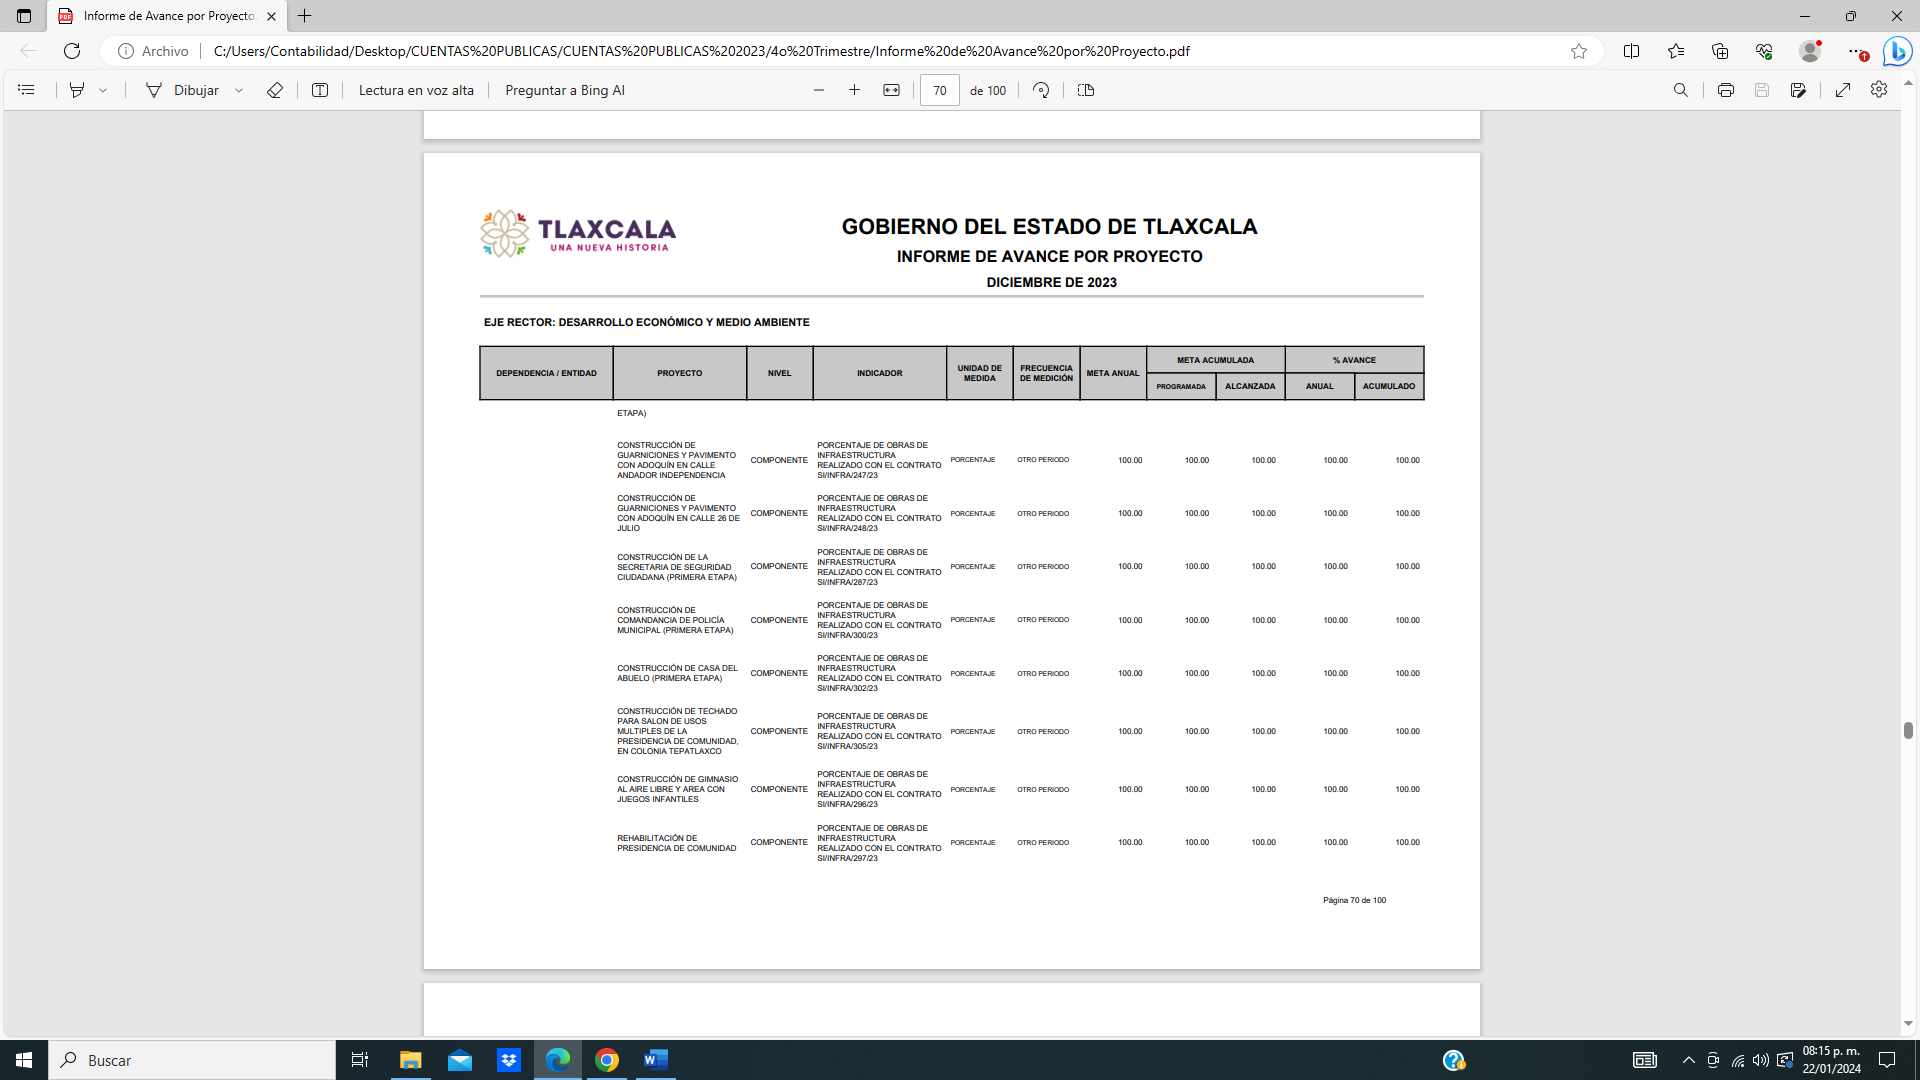 Informe de Avance por Proyecto.
Archivo
C:/Users/Contabilidad/Desktop/CUENTAS%20PUBLICAS/CUENTAS%20PUBLICAS%202023/4o%20Trimestre/Informe%20de%20Avance%20por%20Proyecto.pdf
Dibujar
Lectura en voz alta
Preguntar a Bing AI
70 de 100
TLAXCALA
UNA NUEVA HISTORIA
GOBIERNO DEL ESTADO DE TLAXCALA
INFORME DE AVANCE POR PROYECTO
DICIEMBRE DE 2023
EJE RECTOR: DESARROLLO ECONÓMICO Y MEDIO AMBIENTE
DEPENDENCIA / ENTIDAD
PROYECTO
NIVEL
INDICADOR
UNIDAD DE
MEDIDA
FRECUENCIA
DE MEDICIÓN
META ANUAL
META ACUMULADA
PROGRAMADA
ALCANZADA
% AVANCE
ANUAL
ACUMULADO
ETAPA)
CONSTRUCCIÓN DE
GUARNICIONES Y PAVIMENTO
CON ADOQUÍN EN CALLE
ANDADOR INDEPENDENCIA
COMPONENTE
PORCENTAJE DE OBRAS DE
INFRAESTRUCTURA
REALIZADO CON EL CONTRATO
SI/INFRA/247/23
PORCENTAJE
OTRO PERIODO
100.00 100.00 100.00 100.00 100.00
CONSTRUCCIÓN DE
GUARNICIONES Y PAVIMENTO
CON ADOQUÍN EN CALLE 26 DE
JULIO
COMPONENTE
PORCENTAJE DE OBRAS DE
INFRAESTRUCTURA
REALIZADO CON EL CONTRATO
SI/INFRA/248/23
PORCENTAJE
OTRO PERIODO
100.00 100.00 100.00 100.00 100.00
CONSTRUCCIÓN DE LA
SECRETARIA DE SEGURIDAD
CIUDADANA (PRIMERA ETAPA)
COMPONENTE
PORCENTAJE DE OBRAS DE
INFRAESTRUCTURA
REALIZADO CON EL CONTRATO
SI/INFRA/287/23
PORCENTAJE
OTRO PERIODO
100.00 100.00 100.00 100.00 100.00
CONSTRUCCIÓN DE
COMANDANCIA DE POLICÍA
MUNICIPAL (PRIMERA ETAPA)
COMPONENTE
PORCENTAJE DE OBRAS DE
INFRAESTRUCTURA
REALIZADO CON EL CONTRATO
SI/INFRA/300/23
PORCENTAJE
OTRO PERIODO
100.00 100.00 100.00 100.00 100.00
CONSTRUCCIÓN DE CASA DEL
ABUELO (PRIMERA ETAPA)
COMPONENTE
PORCENTAJE DE OBRAS DE
INFRAESTRUCTURA
REALIZADO CON EL CONTRATO
SI/INFRA/302/23
PORCENTAJE
OTRO PERIODO
100.00 100.00 100.00 100.00 100.00
CONSTRUCCIÓN DE TECHADO
PARA SALON DE USOS
MULTIPLES DE LA
PRESIDENCIA DE COMUNIDAD,
EN COLONIA TEPATLAXCO
COMPONENTE
PORCENTAJE DE OBRAS DE
INFRAESTRUCTURA
REALIZADO CON EL CONTRATO
SI/INFRA/305/23
PORCENTAJE
OTRO PERIODO
100.00 100.00 100.00 100.00 100.00
CONSTRUCCIÓN DE GIMNASIO
AL AIRE LIBRE Y AREA CON
JUEGOS INFANTILES
COMPONENTE
PORCENTAJE DE OBRAS DE
INFRAESTRUCTURA
REALIZADO CON EL CONTRATO
SI/INFRA/296/23
PORCENTAJE
OTRO PERIODO
100.00 100.00 100.00 100.00 100.00
REHABILITACIÓN DE
PRESIDENCIA DE COMUNIDAD
COMPONENTE
PORCENTAJE DE OBRAS DE
INFRAESTRUCTURA
REALIZADO CON EL CONTRATO
SI/INFRA/297/23
PORCENTAJE
OTRO PERIODO
100.00 100.00 100.00 100.00 100.00
Página 70 de 100
Buscar
08:15 p. m.
22/01/2024